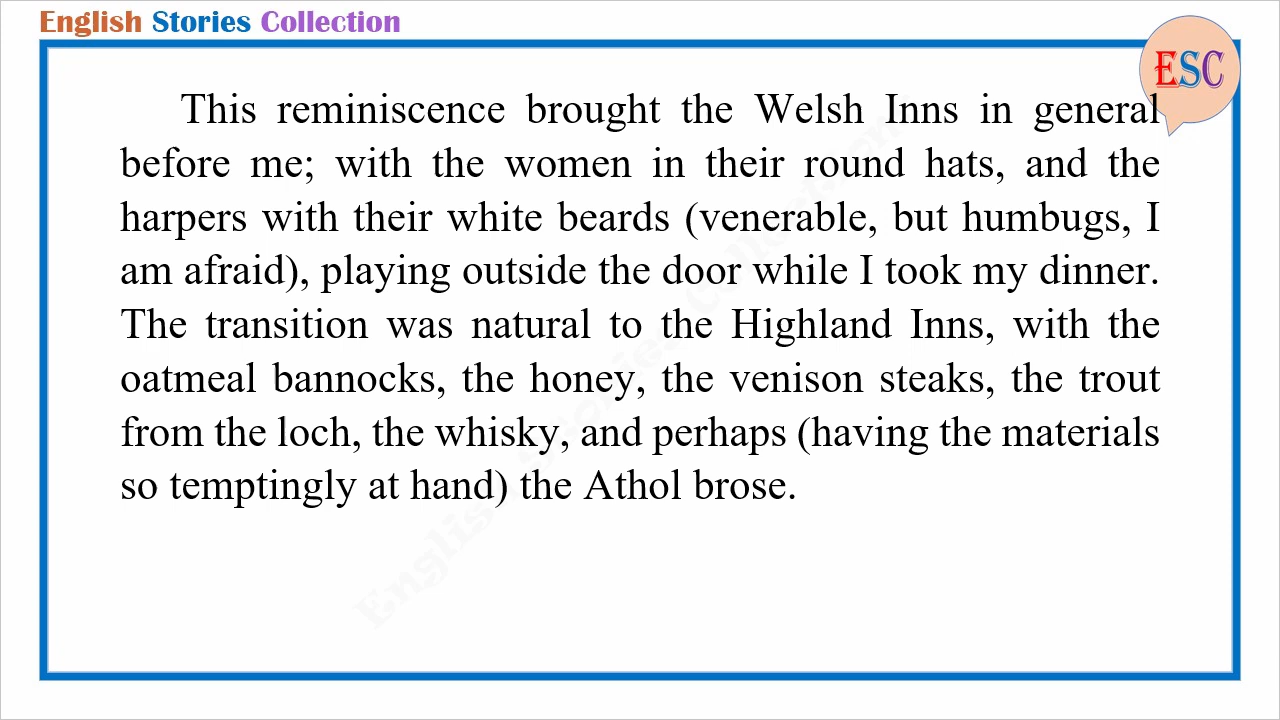 English Stories Collection
ESC
This reminiscence brought the Welsh Inns in general
before me; with the women in their round hats, and the
harpers with their white beards (venerable, but humbugs, I
am afraid), playing outside the door while I took my dinner.
The transition was natural to the Highland Inns, with the
oatmeal bannocks, the honey, the venison steaks, the trout
from the loch, the whisky, and perhaps (having the materials
so temptingly at hand) the Athol brose.
English Stories Collection